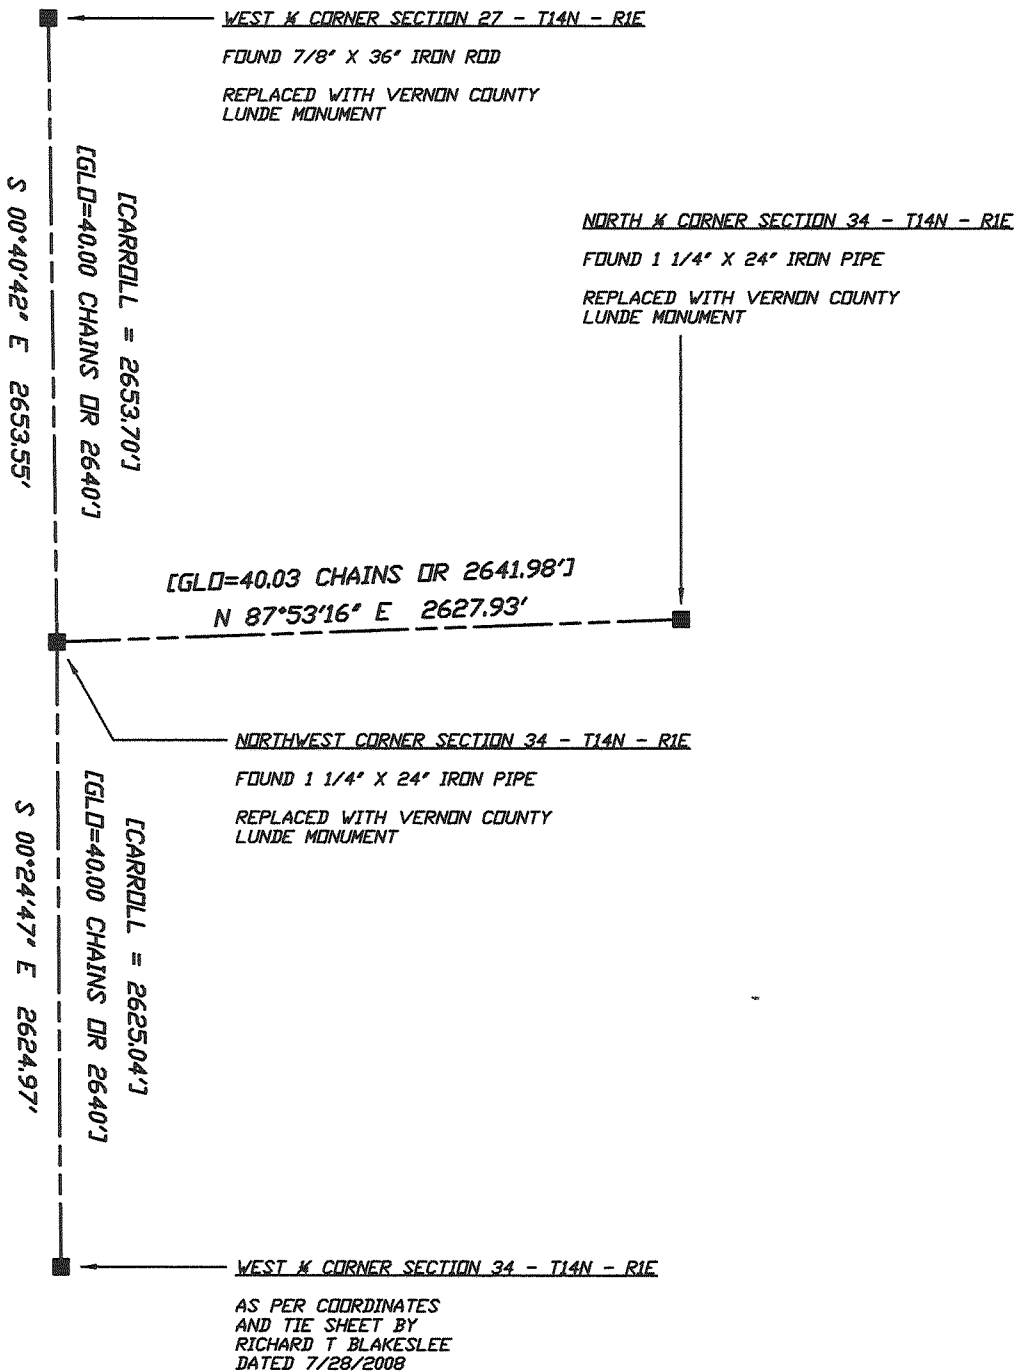 WEST ¼ CORNER SECTION 27 - T14N - R1E
FOUND 7/8" X 36" IRON ROD
REPLACED WITH VERNON COUNTY
LUNDE MONUMENT
[CARROLL = 2653.70']
[GLO=40.00 CHAINS OR 2640']
S 00°40'42" E 2653.55'
NORTH ¼ CORNER SECTION 34 - T14N - R1E
FOUND 1 1/4" X 24" IRON PIPE
REPLACED WITH VERNON COUNTY
LUNDE MONUMENT
[GLO=40.03 CHAINS OR 2641.98']
N 87°53'16" E 2627.93'
NORTHWEST CORNER SECTION 34 - T14N - R1E
FOUND 1 1/4" X 24" IRON PIPE
REPLACED WITH VERNON COUNTY
LUNDE MONUMENT
[CARROLL = 2625.04']
[GLO=40.00 CHAINS OR 2640']
S 00°24'47" E 2624.97'
WEST ¼ CORNER SECTION 34 - T14N - R1E
AS PER COORDINATES
AND TIE SHEET BY
RICHARD T BLAKESLEE
DATED 7/28/2008